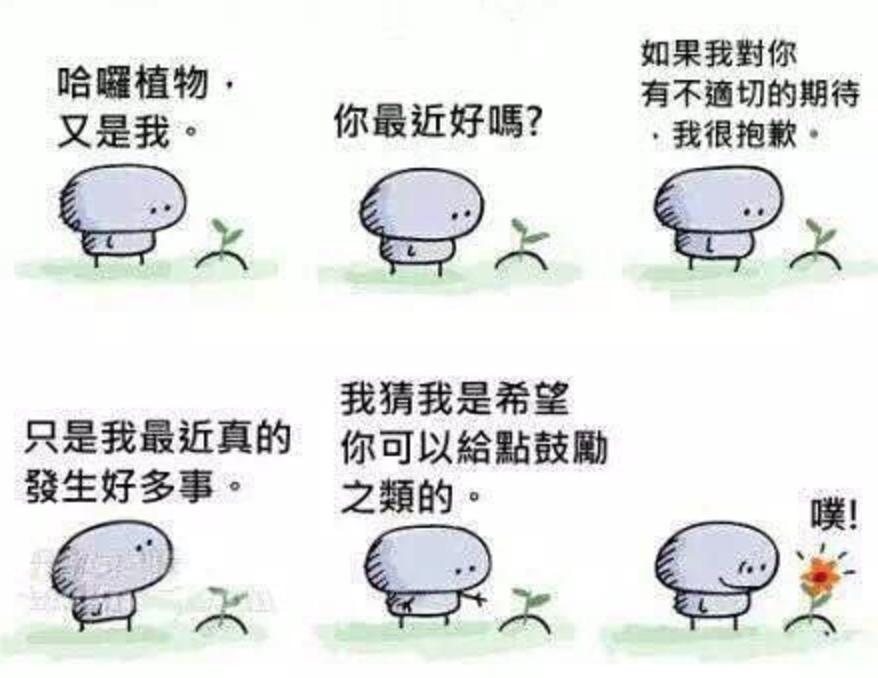 哈囉植物，
又是我。
你最近好嗎?
如果我對你
有不適切的期待
，我很抱歉。
只是我最近真的
發生好多事。
我猜我是希望
你可以給點鼓勵
之類的。
噗!